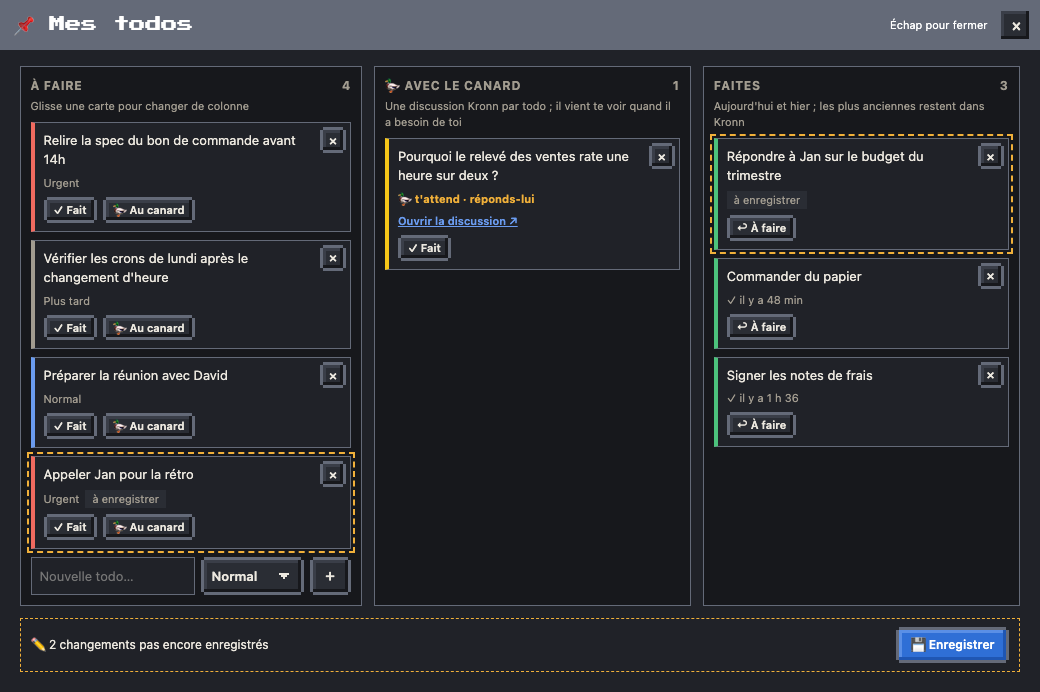 Mes todos
Échap pour fermer
×
À FAIRE
4
Glisse une carte pour changer de colonne
Relire la spec du bon de commande avant
14h
×
Urgent
✓ Fait
Au canard
Vérifier les crons de lundi après le
changement d'heure
×
Plus tard
✓ Fait
Au canard
Préparer la réunion avec David
×
Normal
✓ Fait
Au canard
Appeler Jan pour la rétro
×
Urgent
à enregistrer
✓ Fait
Au canard
Nouvelle todo…
Normal
+
AVEC LE CANARD
1
Une discussion Kronn par todo ; il vient te voir quand il
a besoin de toi
Pourquoi le relevé des ventes rate une
heure sur deux ?
×
t'attend · réponds-lui
Ouvrir la discussion ↗
✓ Fait
FAITES
3
Aujourd'hui et hier ; les plus anciennes restent dans
Kronn
Répondre à Jan sur le budget du
trimestre
×
à enregistrer
↩ À faire
Commander du papier
×
✓ il y a 48 min
↩ À faire
Signer les notes de frais
×
✓ il y a 1 h 36
↩ À faire
2 changements pas encore enregistrés
Enregistrer